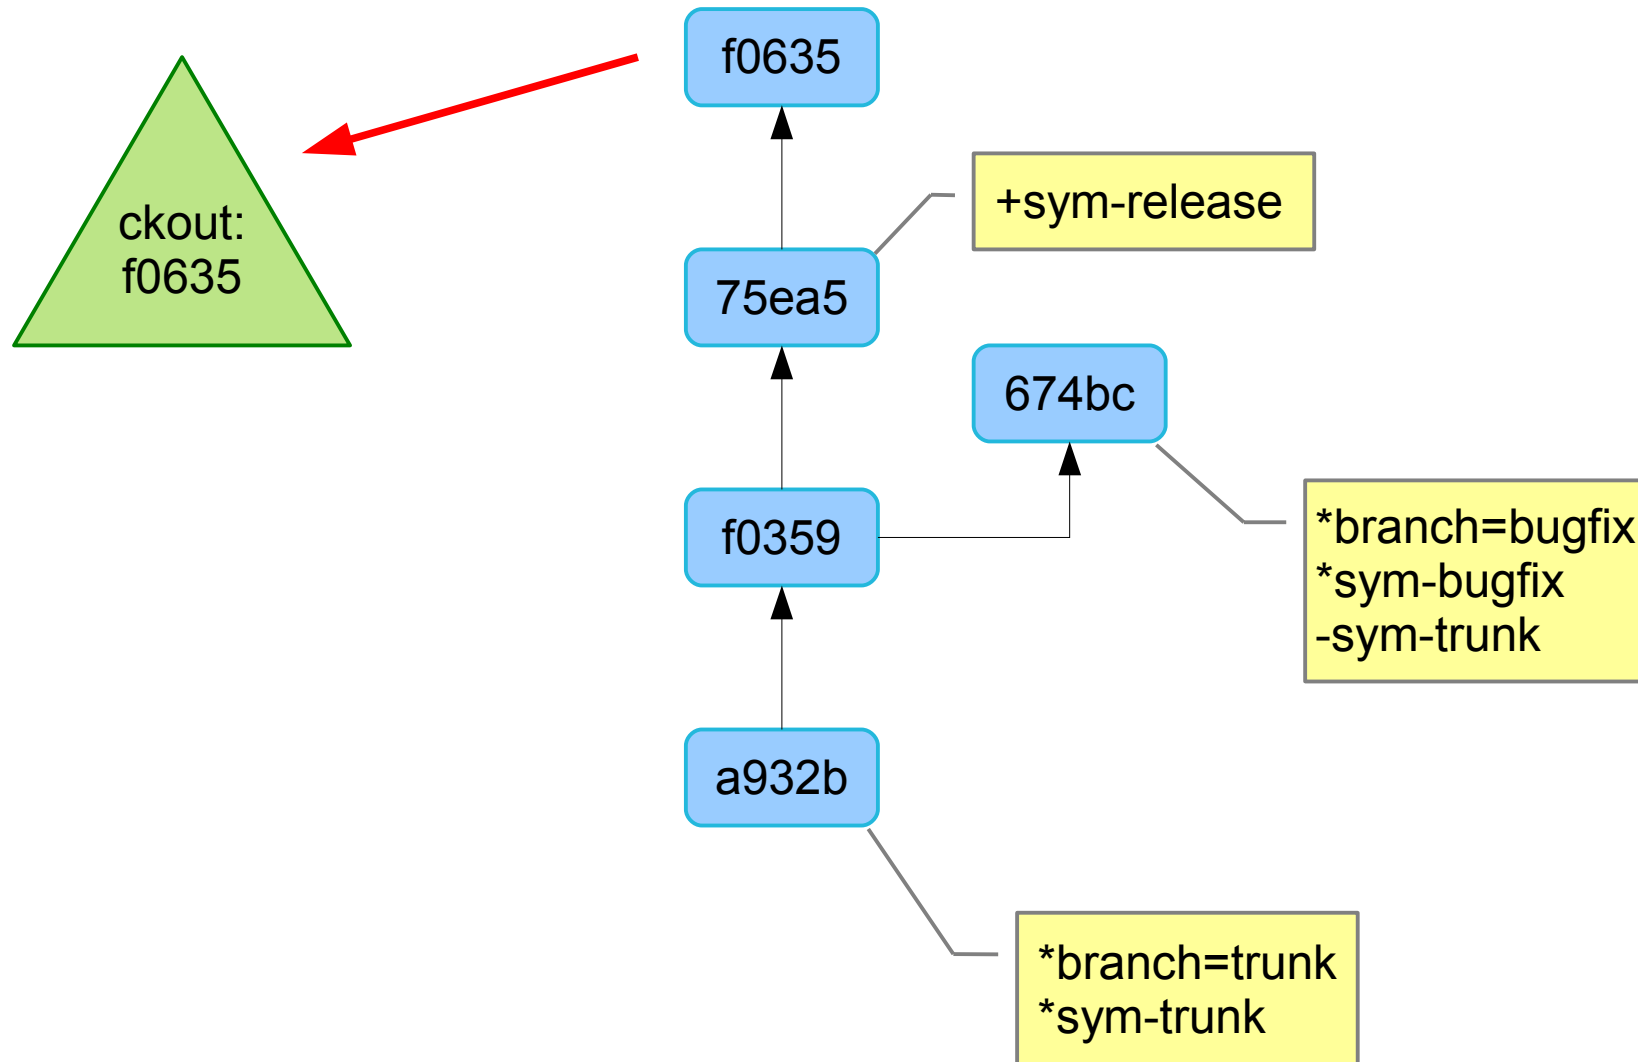 f0635
ckout:
f0635
+sym-release
75ea5
674bc
f0359
*branch=bugfix
*sym-bugfix
-sym-trunk
a932b
*branch=trunk
*sym-trunk